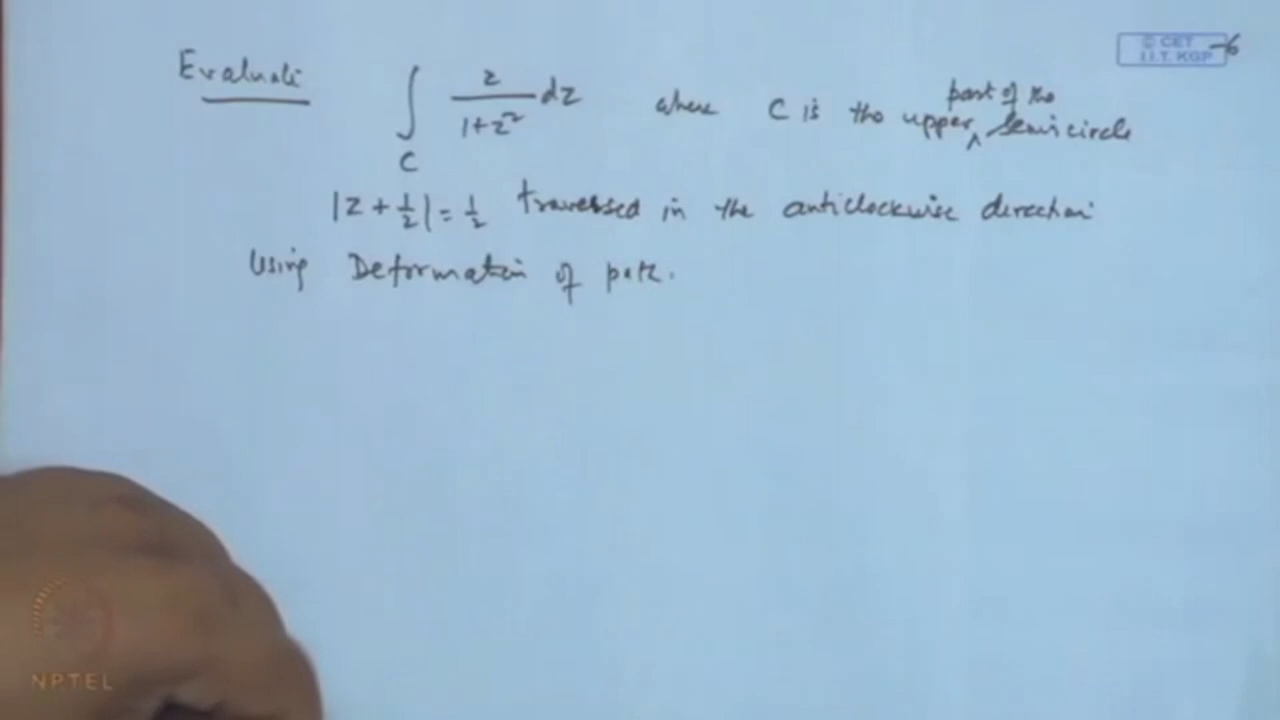 © CET
I.I.T. KGP
6
Evaluate ∫_C z/(1+z²) dz where C is the upper part of the semicircle
|z + 1/2| = 1/2 traversed in the anticlockwise direction
Using Deformation of path.
NPTEL